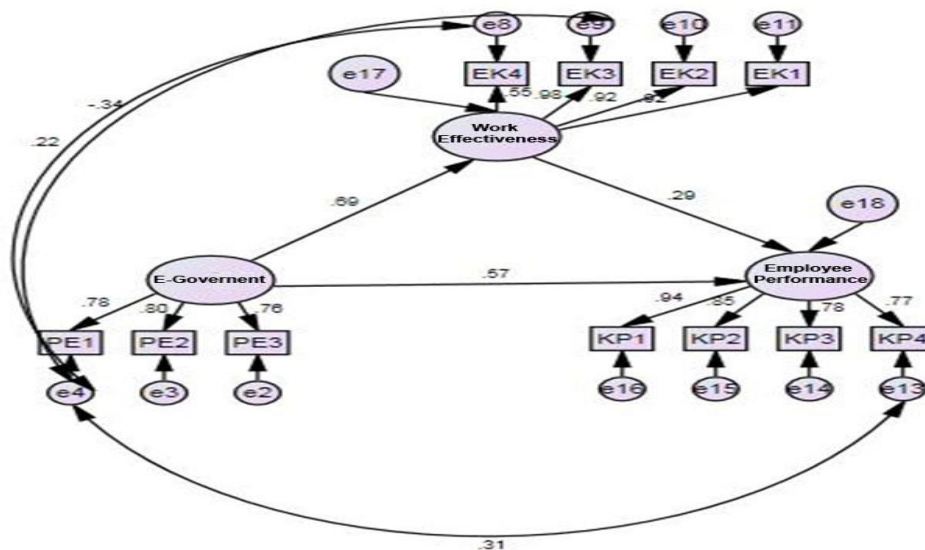 e8 e9 e10 e11
e17 EK4 EK3 EK2 EK1
-.34 .55 .98 .92 .92
.22
Work
Effectiveness
.69 .29 e18
E-Governent .57 Employee
Performance
.78 .80 .76 .94 .85 .78 .77
PE1 PE2 PE3 KP1 KP2 KP3 KP4
e4 e3 e2 e16 e15 e14 e13
.31